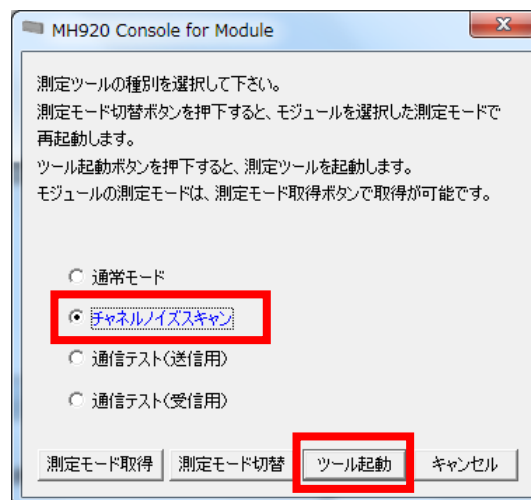 MH920 Console for Module
測定ツールの種別を選択して下さい。
測定モード切替ボタンを押下すると、モジュールを選択した測定モードで
再起動します。
ツール起動ボタンを押下すると、測定ツールを起動します。
モジュールの測定モードは、測定モード取得ボタンで取得が可能です。
通常モード
チャネルノイズスキャン
通信テスト(送信用)
通信テスト(受信用)
測定モード取得 測定モード切替 ツール起動 キャンセル